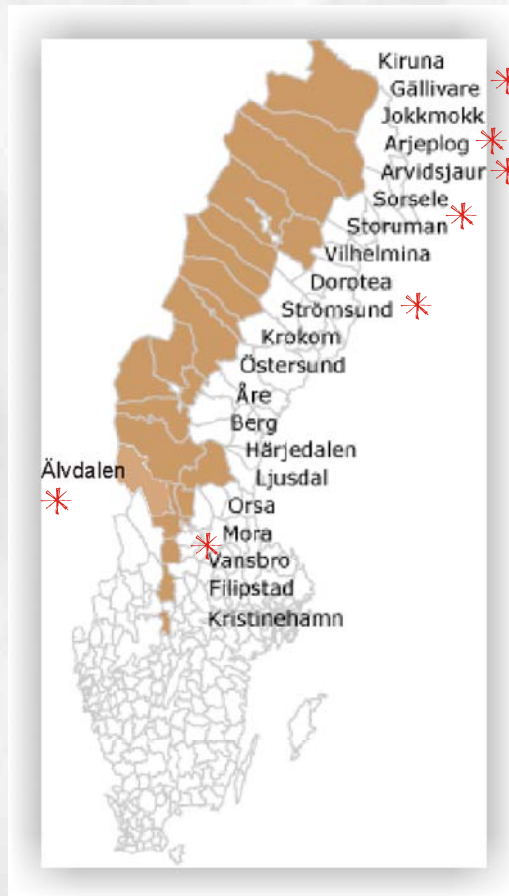 Kiruna
Gällivare
Jokkmokk
Arjeplog
Arvidsjaur
Sorsele
Storuman
Vilhelmina
Dorotea
Strömsund
Krokom
Östersund
Åre
Berg
Härjedalen
Älvdalen
Ljusdal
Orsa
Mora
Vansbro
Filipstad
Kristinehamn